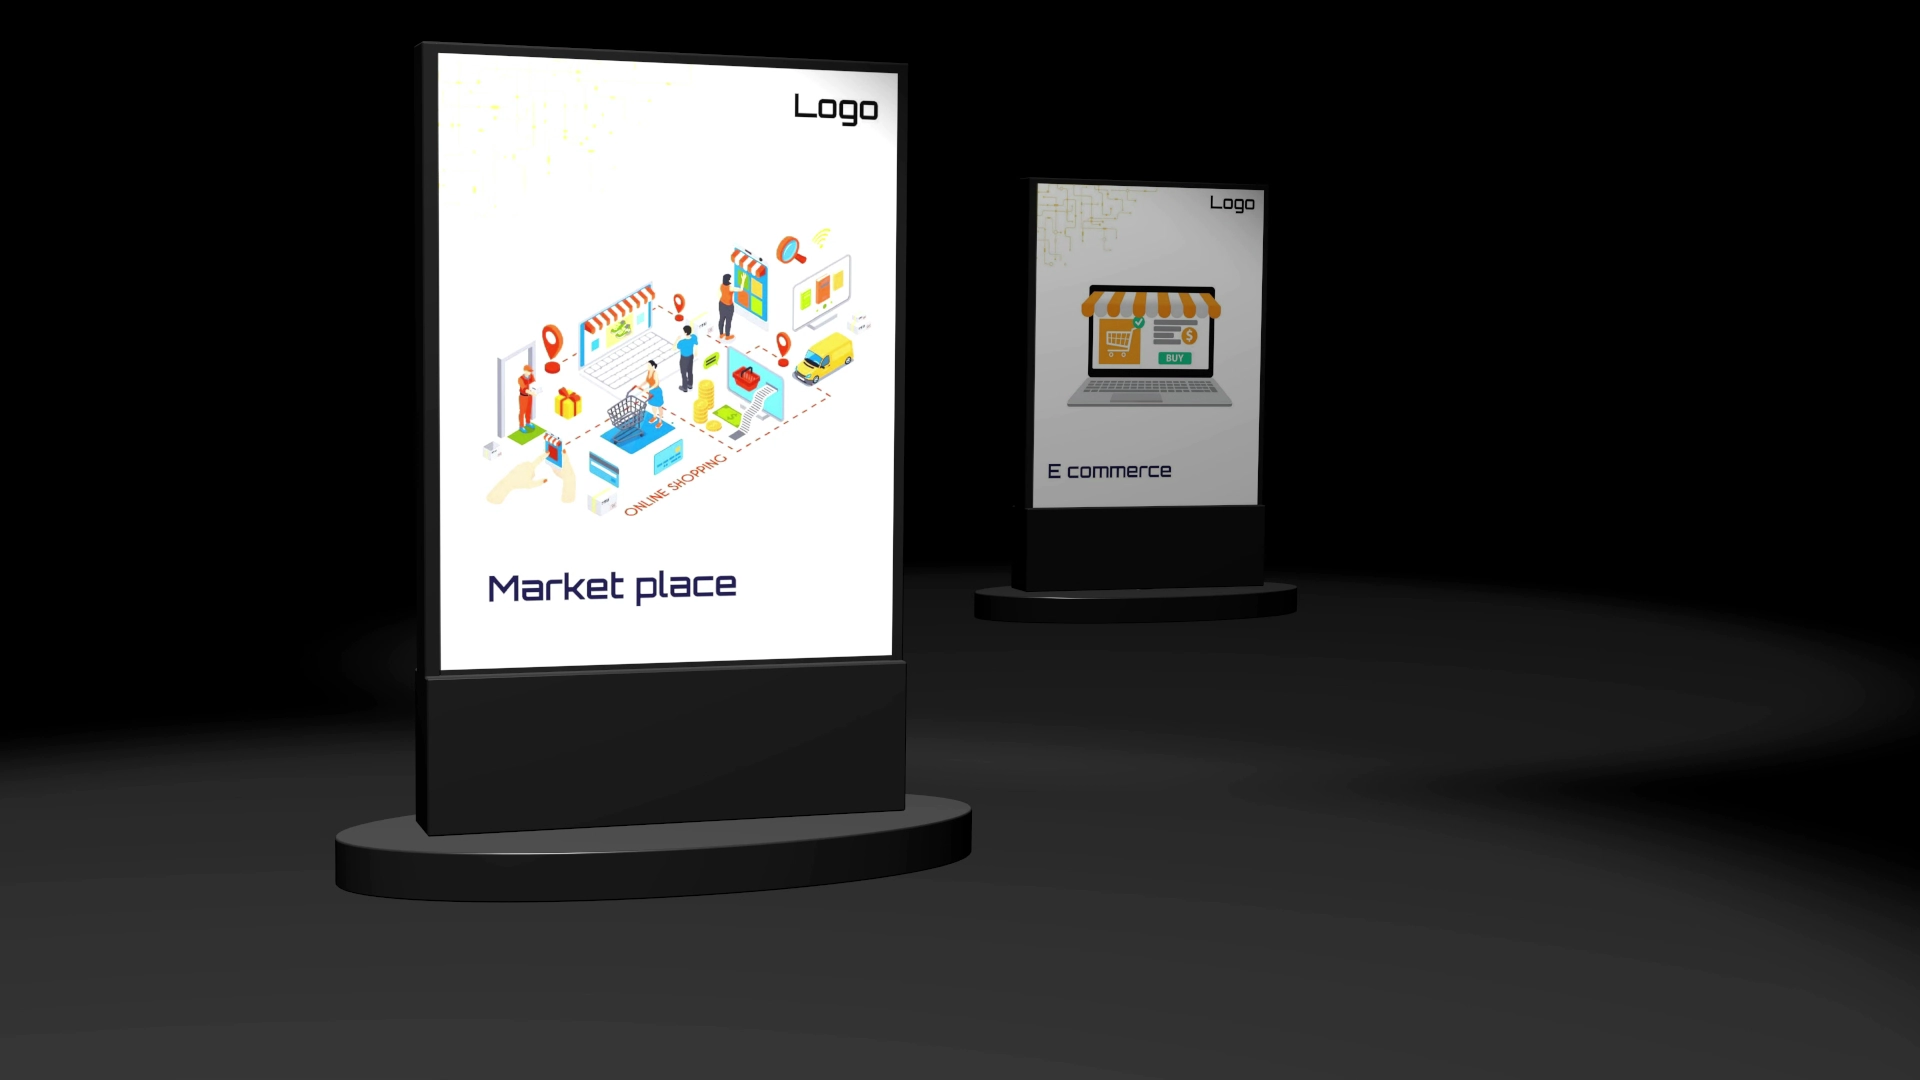 Logo
ONLINE SHOPPING
Market place
Logo
BUY
E commerce